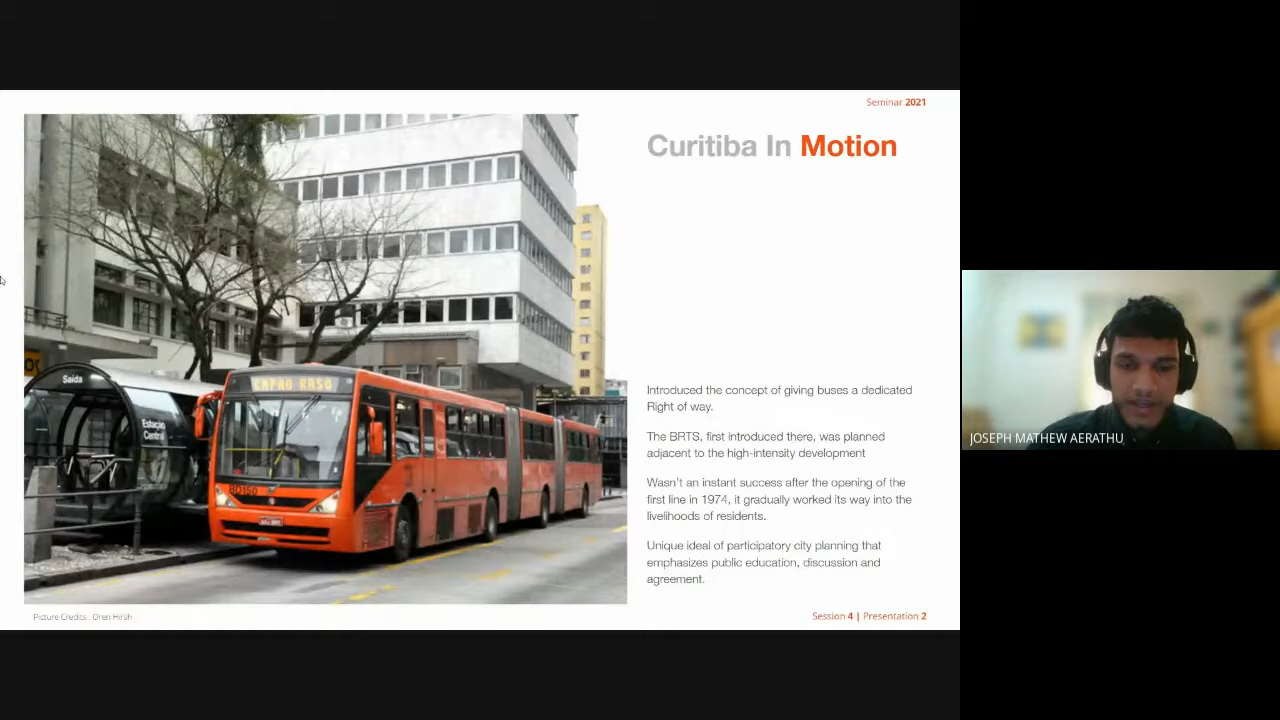 Seminar 2021
Curitiba In Motion
Saída
Estação
Central
CAPAO RASO
Introduced the concept of giving buses a dedicated
Right of way.
The BRTS, first introduced there, was planned
adjacent to the high-intensity development
Wasn't an instant success after the opening of the
first line in 1974, it gradually worked its way into the
livelihoods of residents.
Unique ideal of participatory city planning that
emphasizes public education, discussion and
agreement.
Picture Credits : Oren Hirsh
Session 4 | Presentation 2
JOSEPH MATHEW AERATHU